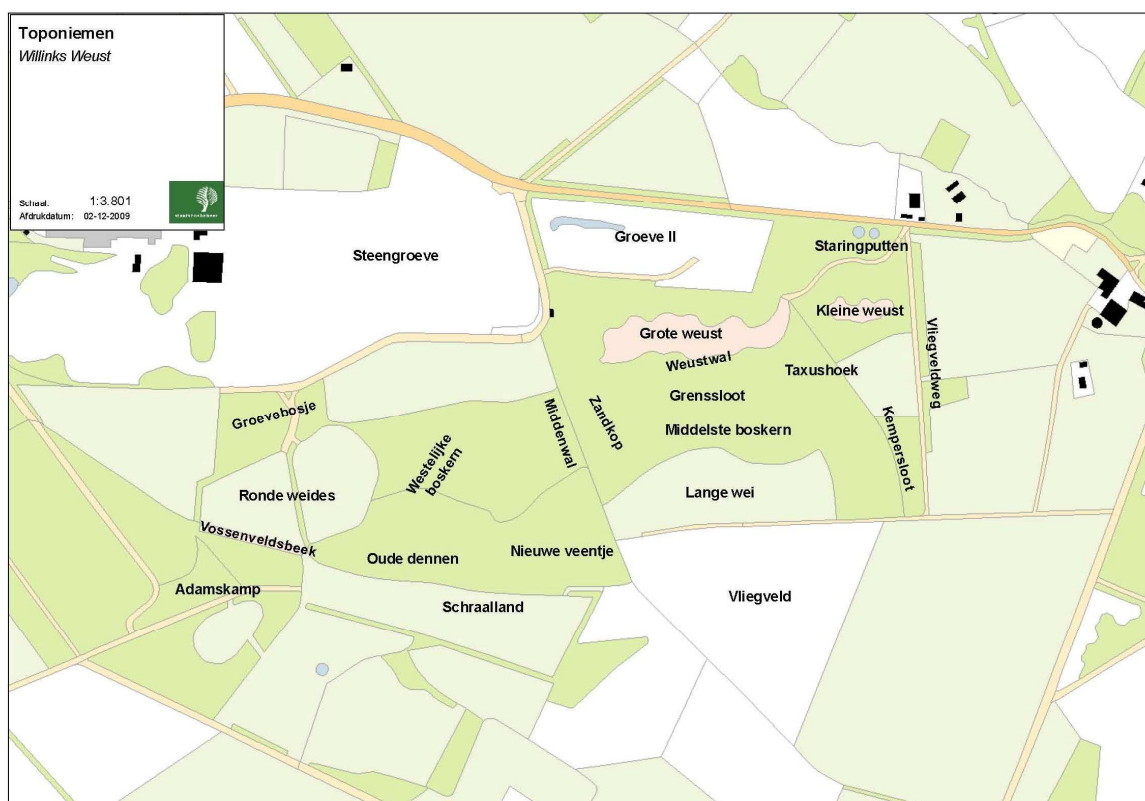 Toponiemen
Willinks Weust
Schaal: 1:3.801
Afdrukdatum: 02-12-2009
staatsbosbeheer
Steengroeve
Groeve II
Staringputten
Kleine weust
Grote weust
Weustwal
Taxushoek
Vliegveldweg
Grenssloot
Zandkop
Middelste boskern
Kempersloot
Middenwal
Groevebosje
Westelijke
boskern
Ronde weides
Lange wei
Vossenveldsbeek
Oude dennen
Nieuwe veentje
Adamskamp
Schraalland
Vliegveld